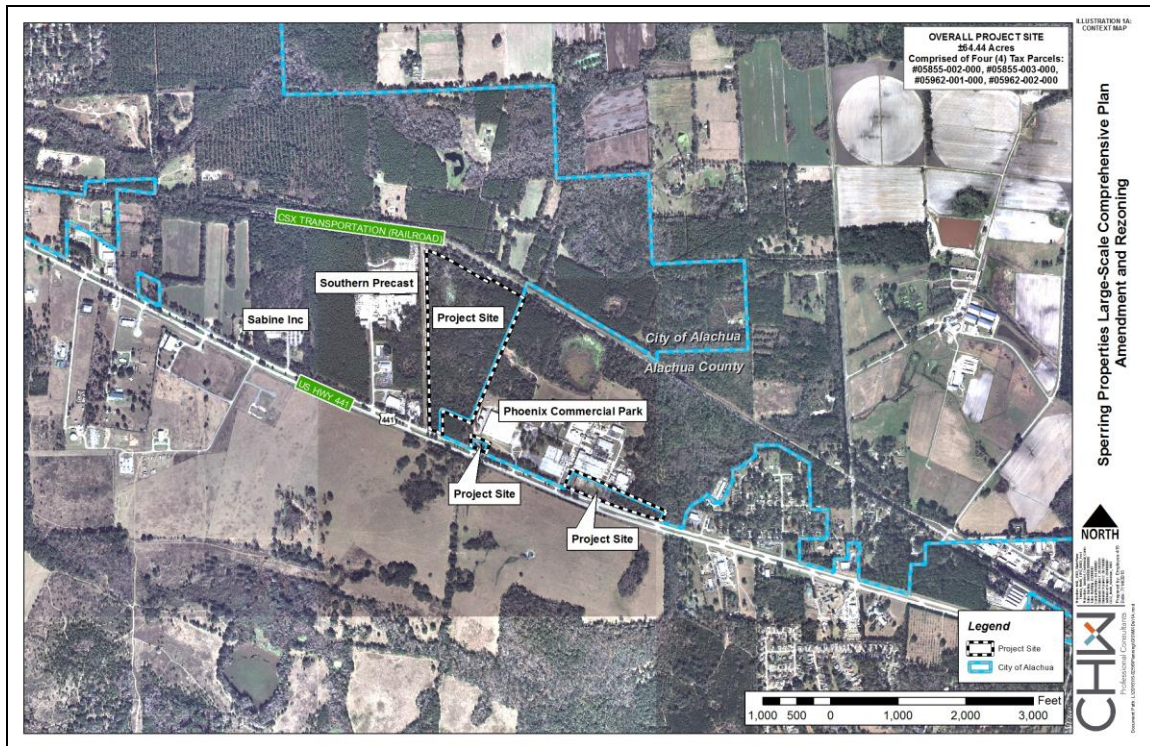 ILLUSTRATION 1A:
CONTEXT MAP
OVERALL PROJECT SITE
±64.44 Acres
Comprised of Four (4) Tax Parcels:
#05855-002-000, #05855-003-000,
#05962-001-000, #05962-002-000
Sperring Properties Large-Scale Comprehensive Plan
Amendment and Rezoning
CSX TRANSPORTATION (RAILROAD)
Southern Precast
Project Site
Sabine Inc
City of Alachua
Alachua County
US HWY 441
441
Phoenix Commercial Park
Project Site
Project Site
NORTH
Legend
Project Site
City of Alachua
Feet
1,000 500 0 1,000 2,000 3,000
CHW
Professional Consultants